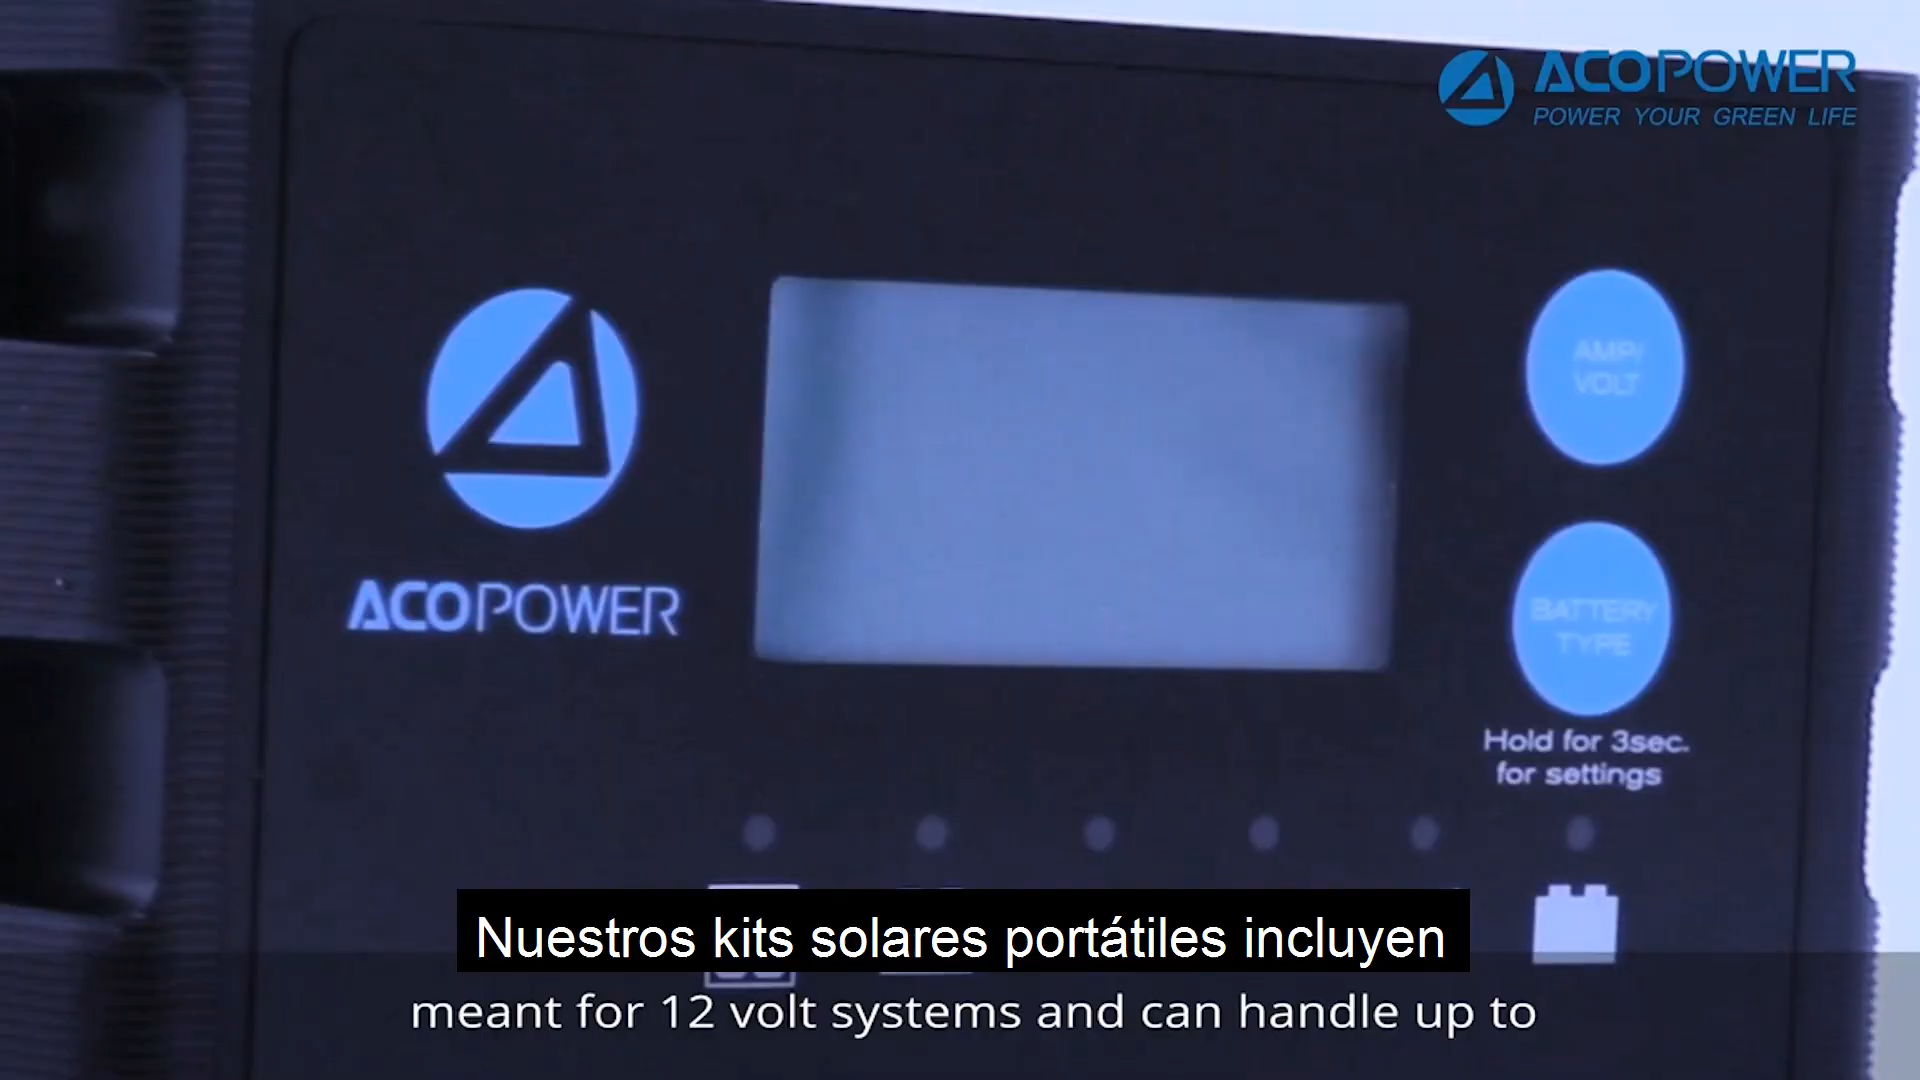 ACOPOWER
POWER YOUR GREEN LIFE
AMP/
VOLT
ACOPOWER
BATTERY
TYPE
Hold for 3sec.
for settings
Nuestros kits solares portátiles incluyen
meant for 12 volt systems and can handle up to